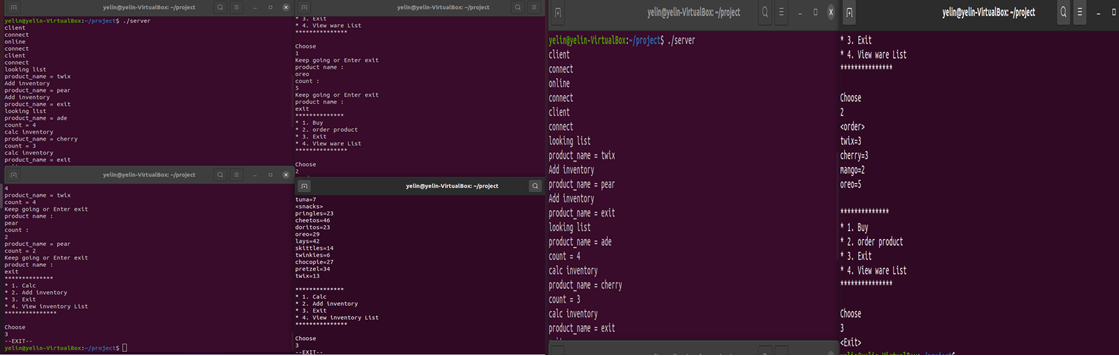 yelin@yelin-VirtualBox: ~/project
yelin@yelin-VirtualBox:~/project$ ./server
client
connect
online
connect
client
connect
looking list
product_name = twix
Add inventory
product_name = pear
Add inventory
product_name = exit
looking list
product_name = ade
count = 4
calc inventory
product_name = cherry
count = 3
calc inventory
product_name = exit
yelin@yelin-VirtualBox: ~/project
4
product_name = twix
count = 4
Keep going or Enter exit
product name :
pear
count :
2
product_name = pear
count = 2
Keep going or Enter exit
product name :
exit
**************
* 1. Calc
* 2. Add inventory
* 3. Exit
* 4. View inventory List
***************
Choose
3
--EXIT--
yelin@yelin-VirtualBox:~/project$
yelin@yelin-VirtualBox: ~/project
* 3. Exit
* 4. View ware List
***************
Choose
1
Keep going or Enter exit
product name :
oreo
count :
5
Keep going or Enter exit
product name :
exit
**************
* 1. Buy
* 2. order product
* 3. Exit
* 4. View ware List
***************
Choose
2
yelin@yelin-VirtualBox: ~/project
tuna=7
<snacks>
pringles=23
cheetos=46
doritos=23
oreo=29
lays=42
skittles=14
twinkies=6
chocopie=27
pretzel=34
twix=13
**************
* 1. Calc
* 2. Add inventory
* 3. Exit
* 4. View inventory List
***************
Choose
3
--EXIT--
yelin@yelin-VirtualBox: ~/project
yelin@yelin-VirtualBox:~/project$ ./server
client
connect
online
connect
client
connect
looking list
product_name = twix
Add inventory
product_name = pear
Add inventory
product_name = exit
looking list
product_name = ade
count = 4
calc inventory
product_name = cherry
count = 3
calc inventory
product_name = exit
yelin@yelin-VirtualBox: ~/project
* 3. Exit
* 4. View ware List
***************
Choose
2
<order>
twix=3
cherry=3
mango=2
oreo=5
**************
* 1. Buy
* 2. order product
* 3. Exit
* 4. View ware List
***************
Choose
3
<Exit>